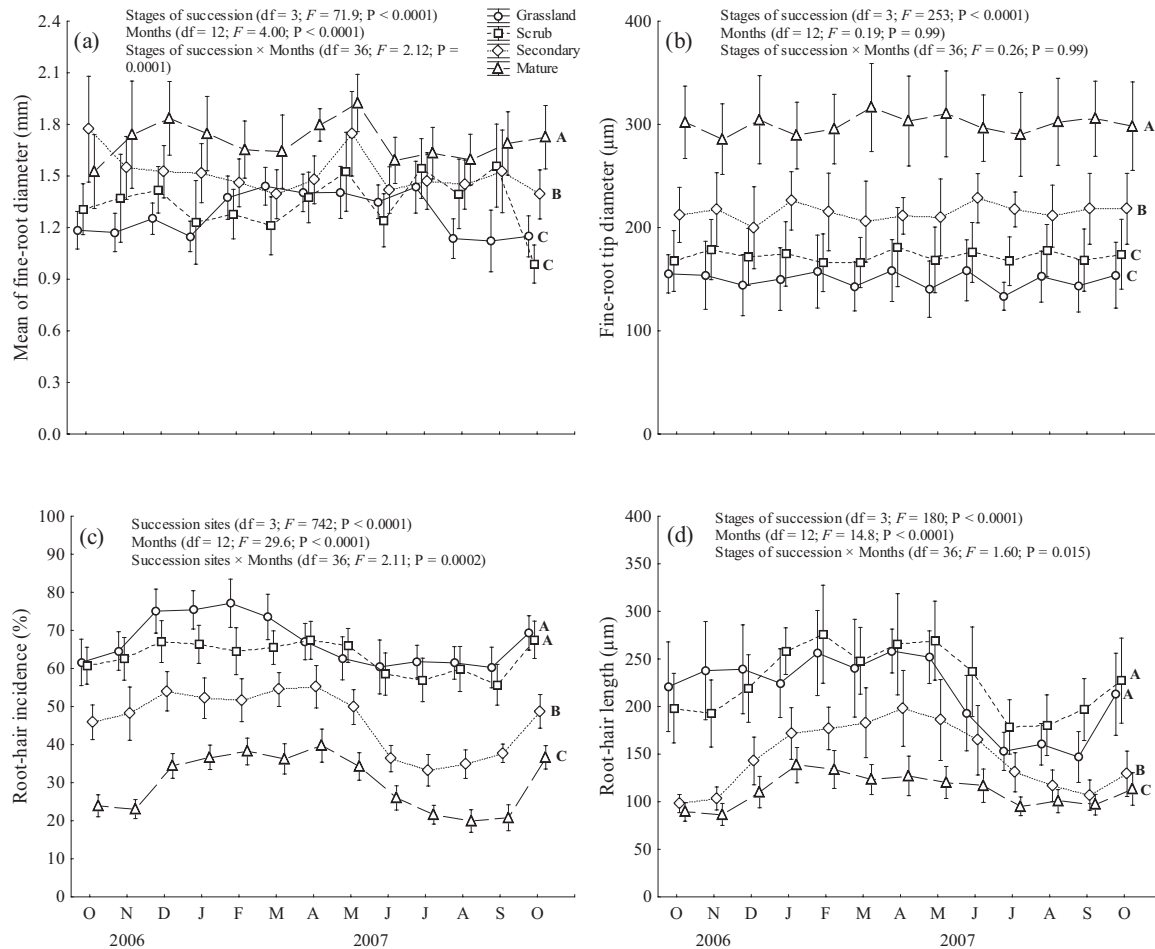 Stages of succession (df = 3; F = 71.9; P < 0.0001)
Months (df = 12; F = 4.00; P < 0.0001)
Stages of succession × Months (df = 36; F = 2.12; P =
0.0001)
(a)
Grassland
Scrub
Secondary
Mature
Mean of fine-root diameter (mm)
2.4
2.1
1.8
1.5
1.2
0.9
0.6
0.3
0.0
A
B
C
C
Stages of succession (df = 3; F = 253; P < 0.0001)
Months (df = 12; F = 0.19; P = 0.99)
Stages of succession × Months (df = 36; F = 0.26; P = 0.99)
(b)
Fine-root tip diameter (µm)
400
300
200
100
0
A
B
C
C
Succession sites (df = 3; F = 742; P < 0.0001)
Months (df = 12; F = 29.6; P < 0.0001)
Succession sites × Months (df = 36; F = 2.11; P = 0.0002)
(c)
Root-hair incidence (%)
100
90
80
70
60
50
40
30
20
10
0
A
A
B
C
O N D J F M A M J J A S O
2006 2007
Stages of succession (df = 3; F = 180; P < 0.0001)
Months (df = 12; F = 14.8; P < 0.0001)
Stages of succession × Months (df = 36; F = 1.60; P = 0.015)
(d)
Root-hair length (µm)
400
350
300
250
200
150
100
50
0
A
A
B
C
O N D J F M A M J J A S O
2006 2007